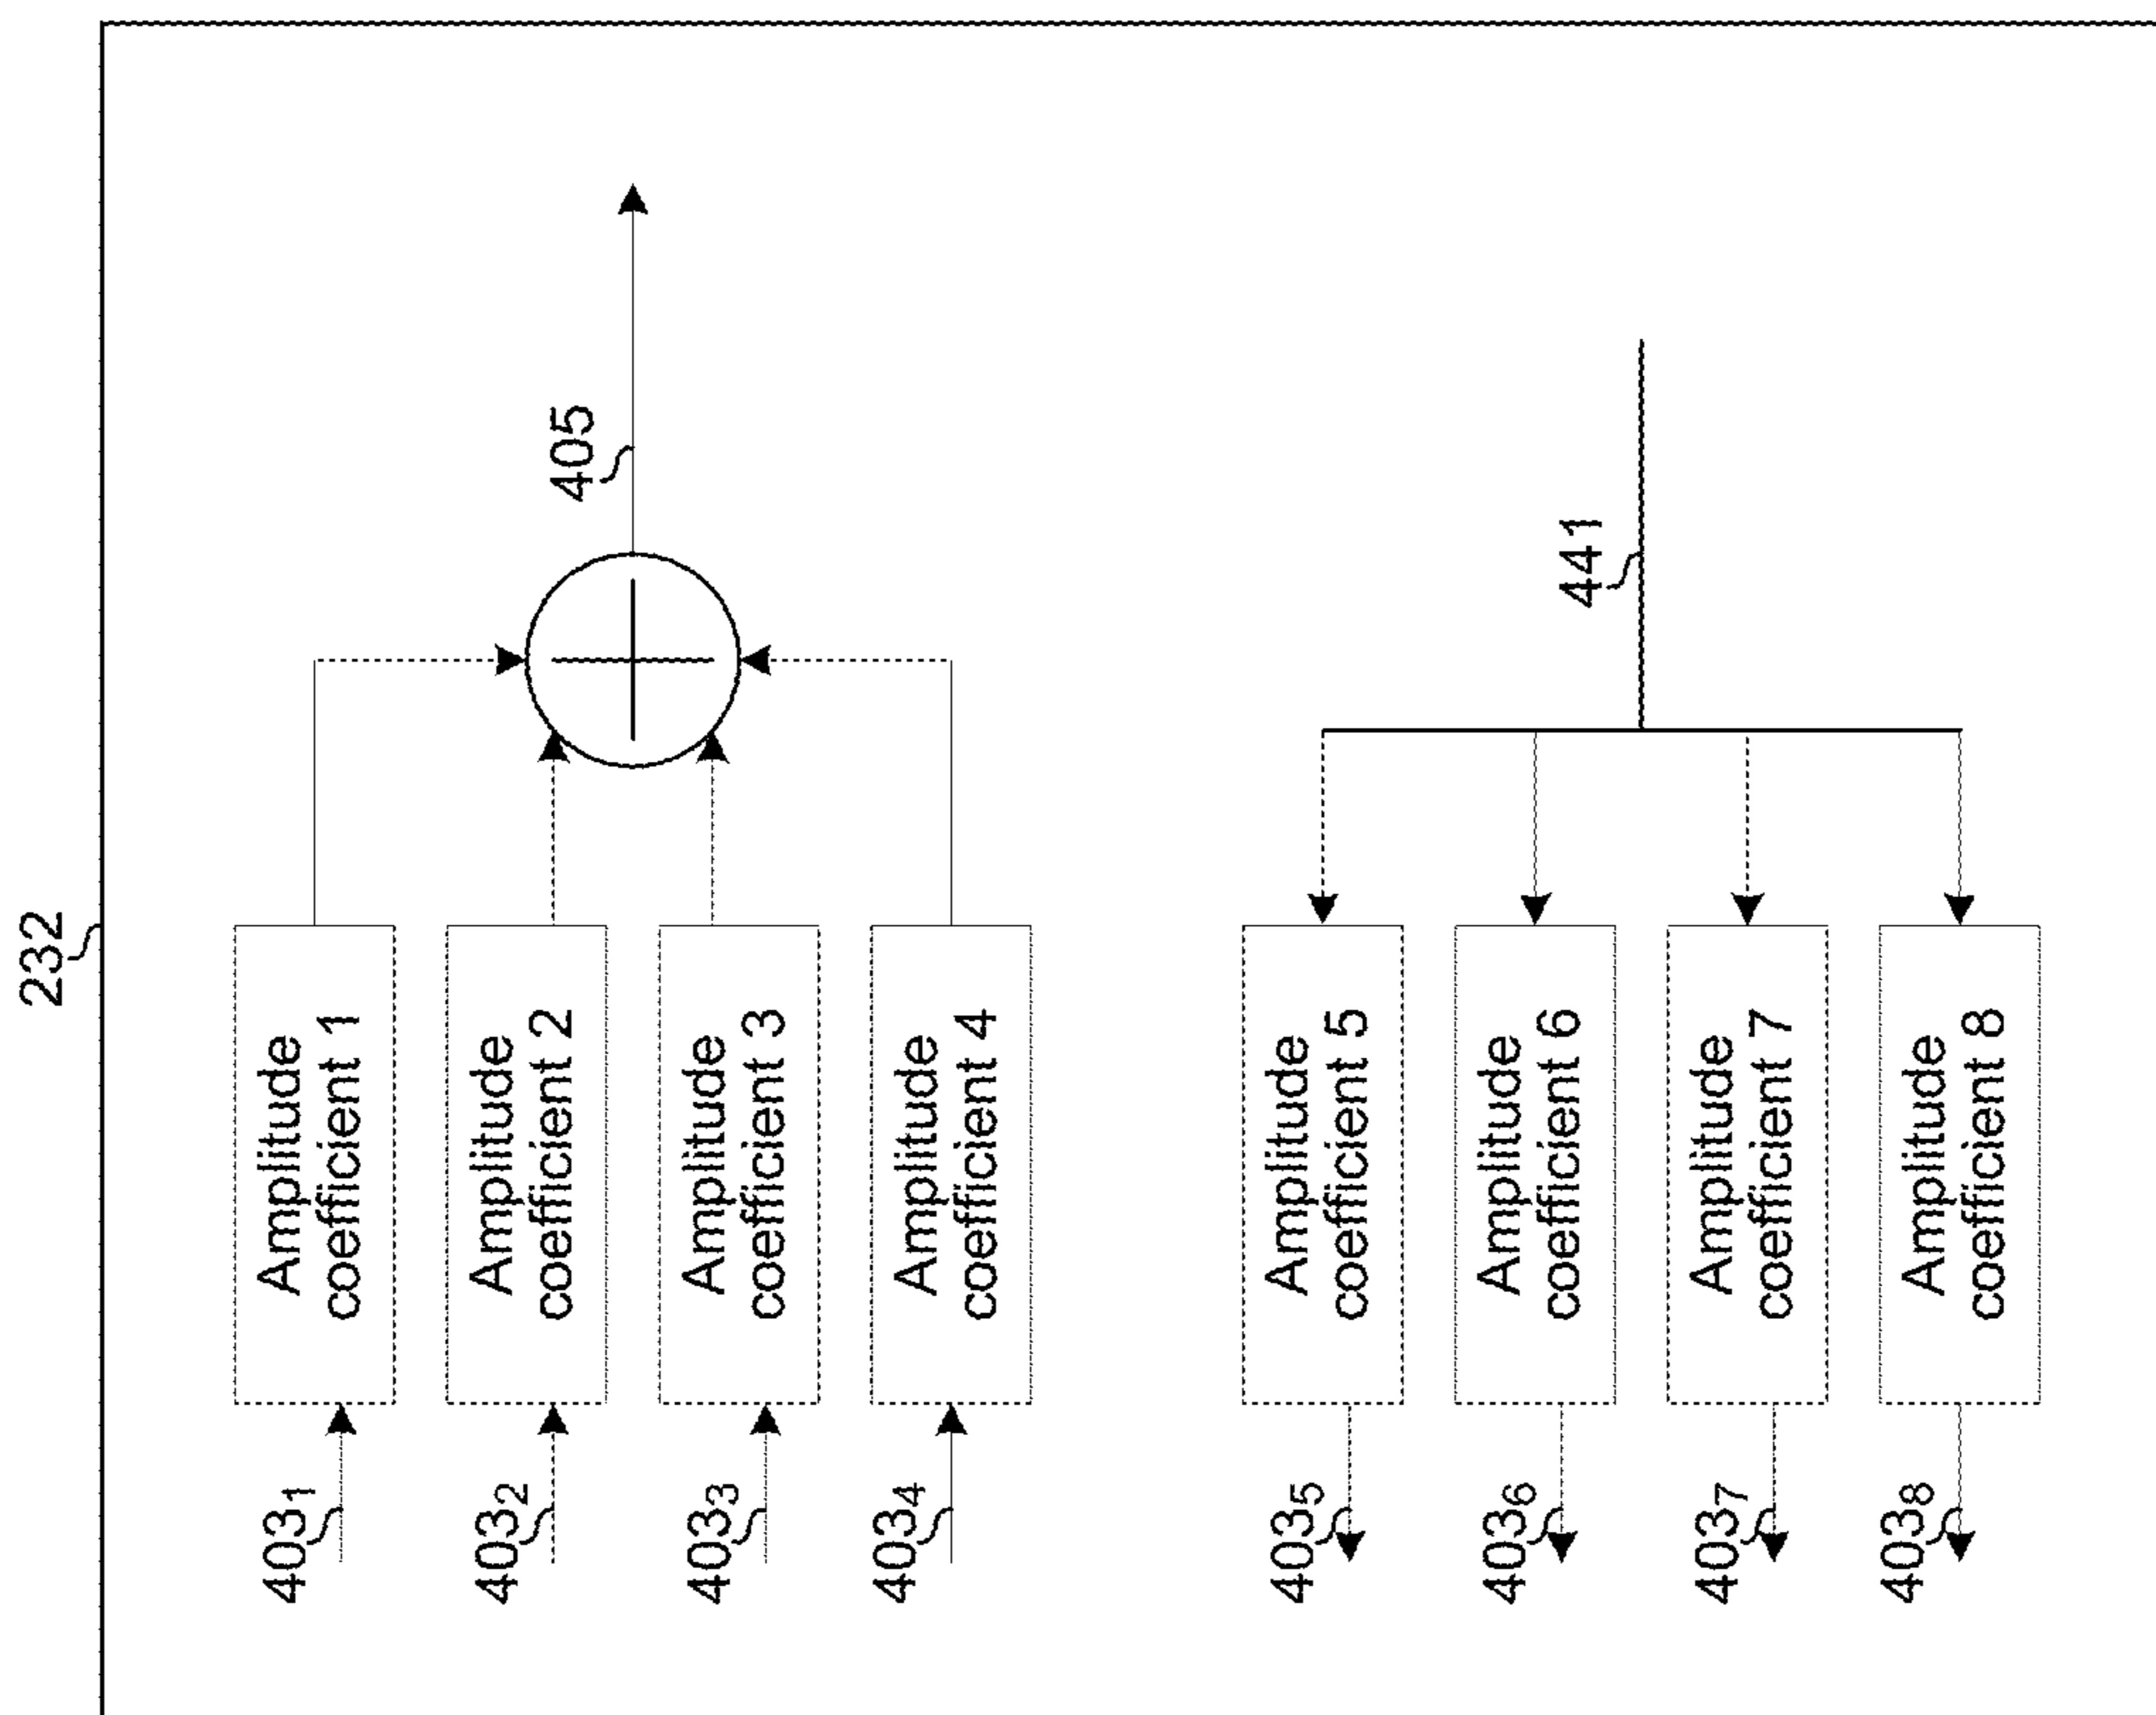 232
403₁
Amplitude
coefficient 1
403₂
Amplitude
coefficient 2
403₃
Amplitude
coefficient 3
403₄
Amplitude
coefficient 4
405
403₅
Amplitude
coefficient 5
403₆
Amplitude
coefficient 6
403₇
Amplitude
coefficient 7
403₈
Amplitude
coefficient 8
441